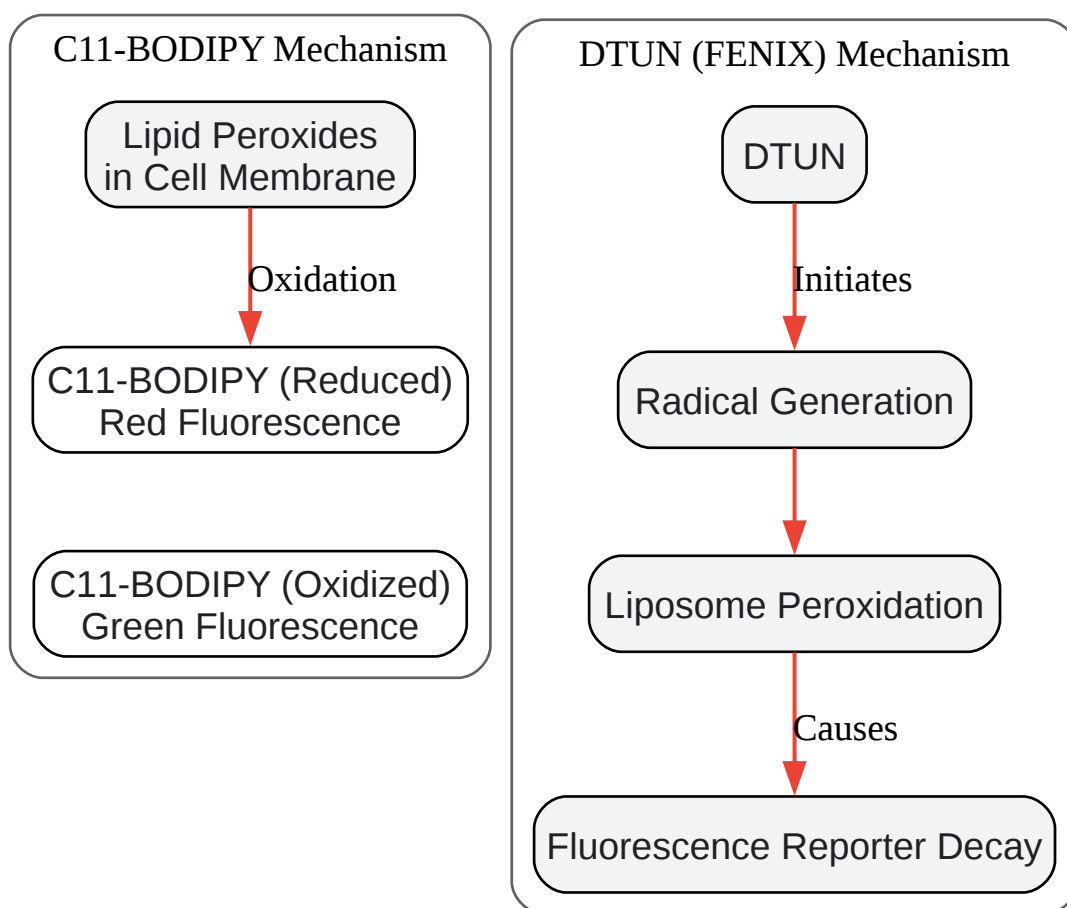 C11-BODIPY Mechanism
Lipid Peroxides
in Cell Membrane
Oxidation
C11-BODIPY (Reduced)
Red Fluorescence
C11-BODIPY (Oxidized)
Green Fluorescence
DTUN (FENIX) Mechanism
DTUN
Initiates
Radical Generation
Liposome Peroxidation
Causes
Fluorescence Reporter Decay